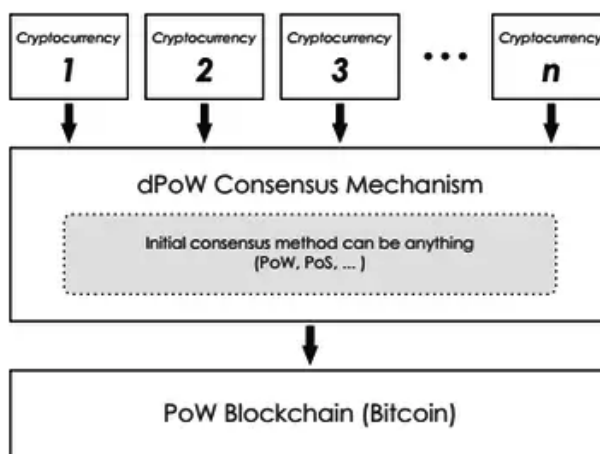 Cryptocurrency
1
Cryptocurrency
2
Cryptocurrency
3
...
Cryptocurrency
n
dPoW Consensus Mechanism
Initial consensus method can be anything
(PoW, PoS, ... )
PoW Blockchain (Bitcoin)